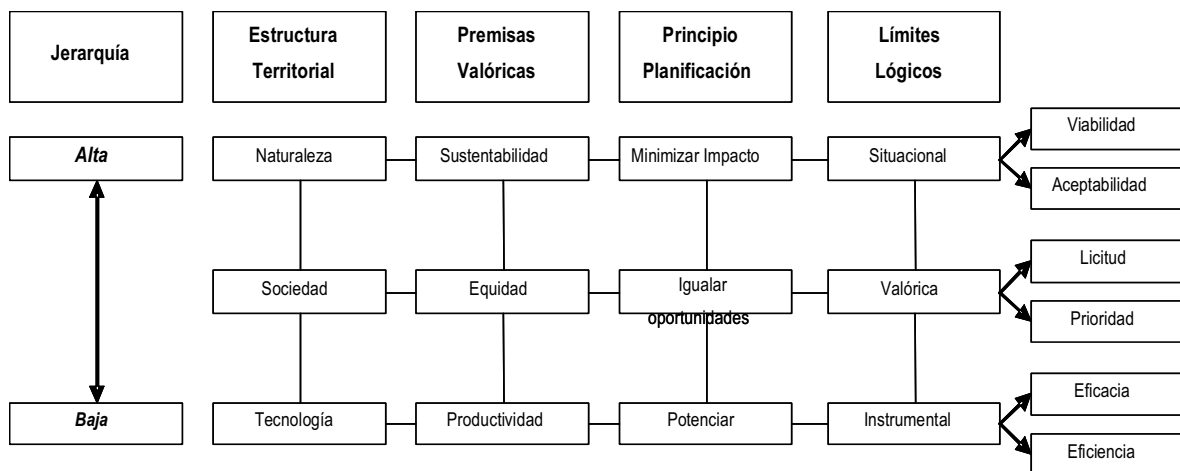 Jerarquía
Estructura
Territorial
Premisas
Valóricas
Principio
Planificación
Límites
Lógicos
Alta
Naturaleza
Sustentabilidad
Minimizar Impacto
Situacional
Viabilidad
Aceptabilidad
Sociedad
Equidad
Igualar
oportunidades
Valórica
Licitud
Prioridad
Baja
Tecnología
Productividad
Potenciar
Instrumental
Eficacia
Eficiencia